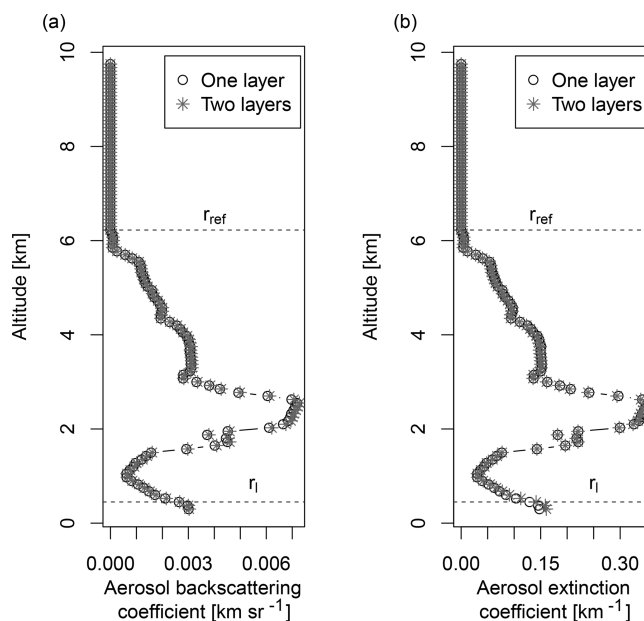 (a)
One layer
Two layers
r_ref
r_l
Altitude [km]
0
2
4
6
8
10
0.000
0.003
0.006
Aerosol backscattering
coefficient [km sr⁻¹]
(b)
One layer
Two layers
r_ref
r_l
Altitude [km]
0
2
4
6
8
10
0.00
0.15
0.30
Aerosol extinction
coefficient [km⁻¹]